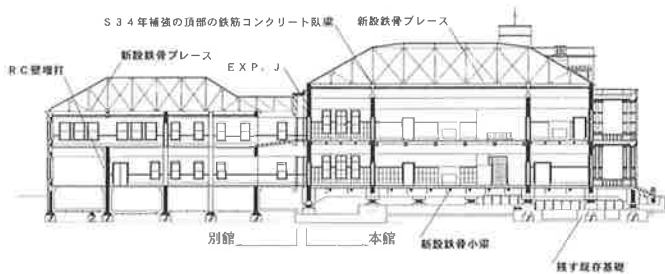 S34年補強の頂部の鉄筋コンクリート臥梁
新設鉄骨ブレース
新設鉄骨ブレース
EXP.J
RC壁増打
別館
本館
新設鉄骨小梁
残す既存基礎